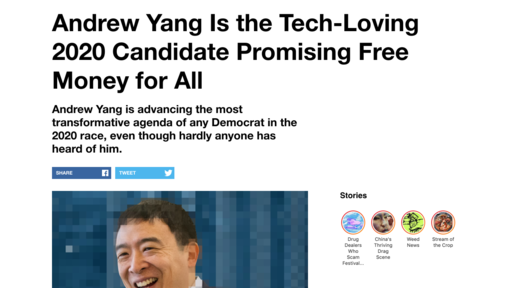 Andrew Yang Is the Tech-Loving
2020 Candidate Promising Free
Money for All
Andrew Yang is advancing the most
transformative agenda of any Democrat in the
2020 race, even though hardly anyone has
heard of him.
SHARE
TWEET
Stories
Drug
Dealers
Who
Scam
Festival...
China's
Thriving
Drag
Scene
Weed
News
Stream of
the Crop